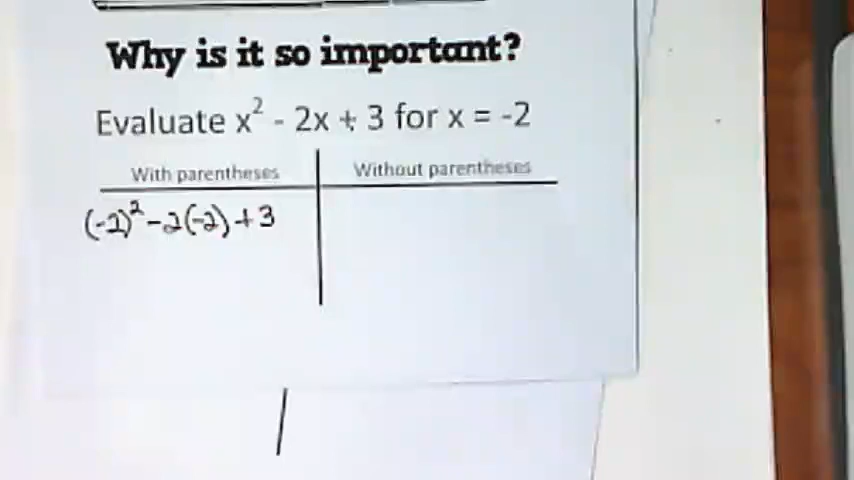 Why is it so important?
Evaluate x² - 2x + 3 for x = -2
With parentheses
Without parentheses
(-2)² - 2(-2) + 3